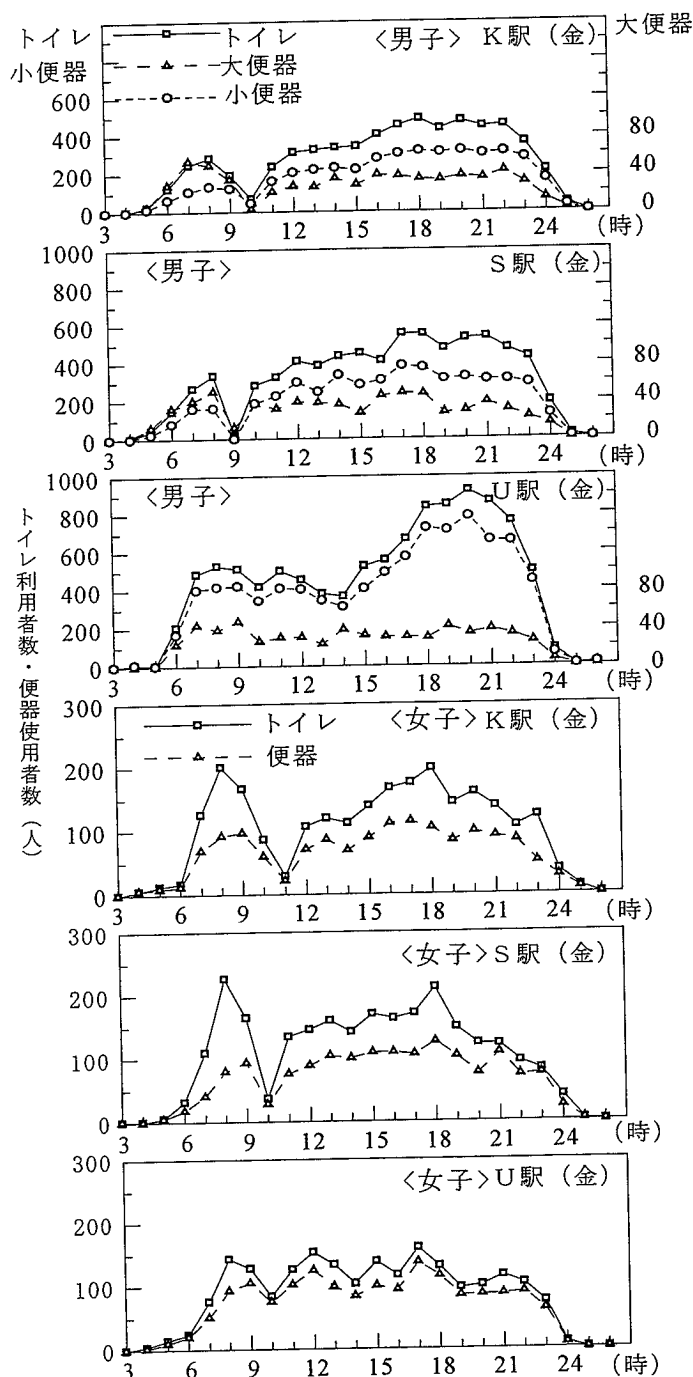 トイレ トイレ 〈男子〉 K駅(金) 大便器
小便器 大便器
小便器
600
400
200
0
80
40
0
3 6 9 12 15 18 21 24 (時)
1000
800
600
400
200
0
〈男子〉 S駅(金)
80
40
0
3 6 9 12 15 18 21 24 (時)
1000
800
600
400
200
0
〈男子〉 U駅(金)
80
40
0
3 6 9 12 15 18 21 24 (時)
トイレ利用者数・便器使用者数(人)
300
200
100
0
トイレ 〈女子〉K駅(金)
便器
3 6 9 12 15 18 21 24 (時)
300
200
100
0
〈女子〉S駅(金)
3 6 9 12 15 18 21 24 (時)
300
200
100
0
〈女子〉U駅(金)
3 6 9 12 15 18 21 24 (時)